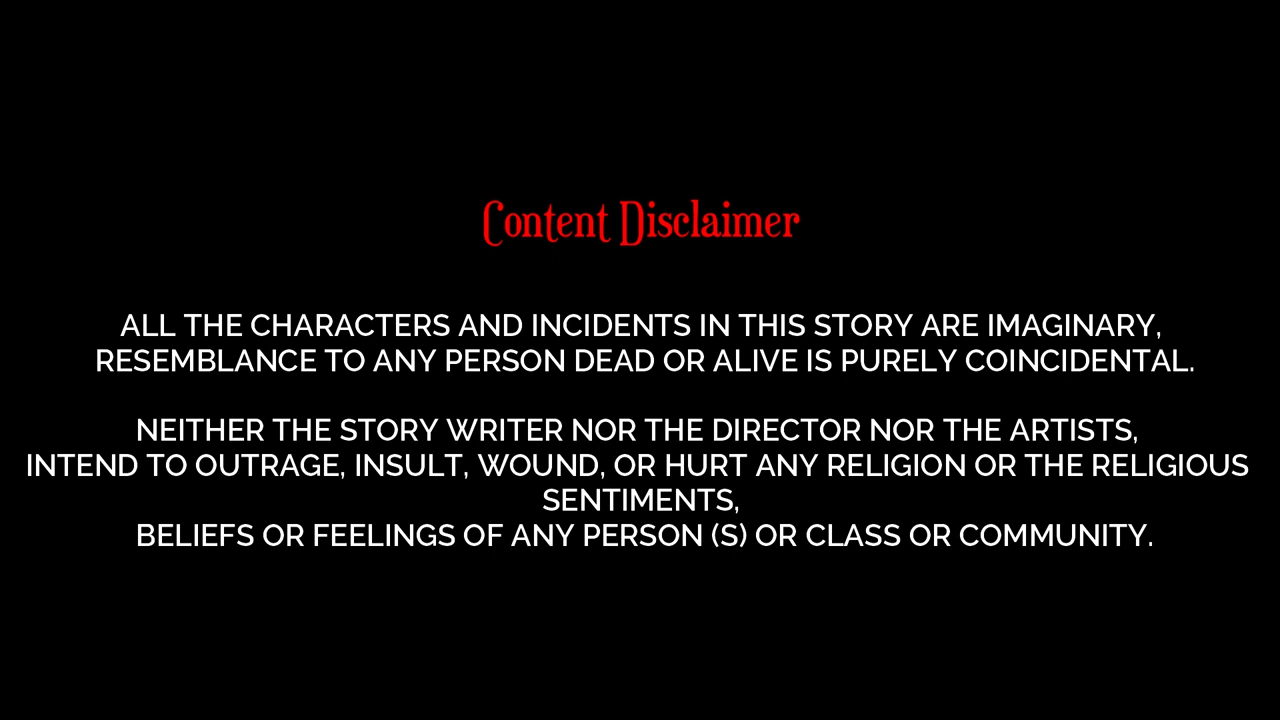 Content Disclaimer
ALL THE CHARACTERS AND INCIDENTS IN THIS STORY ARE IMAGINARY,
RESEMBLANCE TO ANY PERSON DEAD OR ALIVE IS PURELY COINCIDENTAL.
NEITHER THE STORY WRITER NOR THE DIRECTOR NOR THE ARTISTS,
INTEND TO OUTRAGE, INSULT, WOUND, OR HURT ANY RELIGION OR THE RELIGIOUS
SENTIMENTS,
BELIEFS OR FEELINGS OF ANY PERSON (S) OR CLASS OR COMMUNITY.